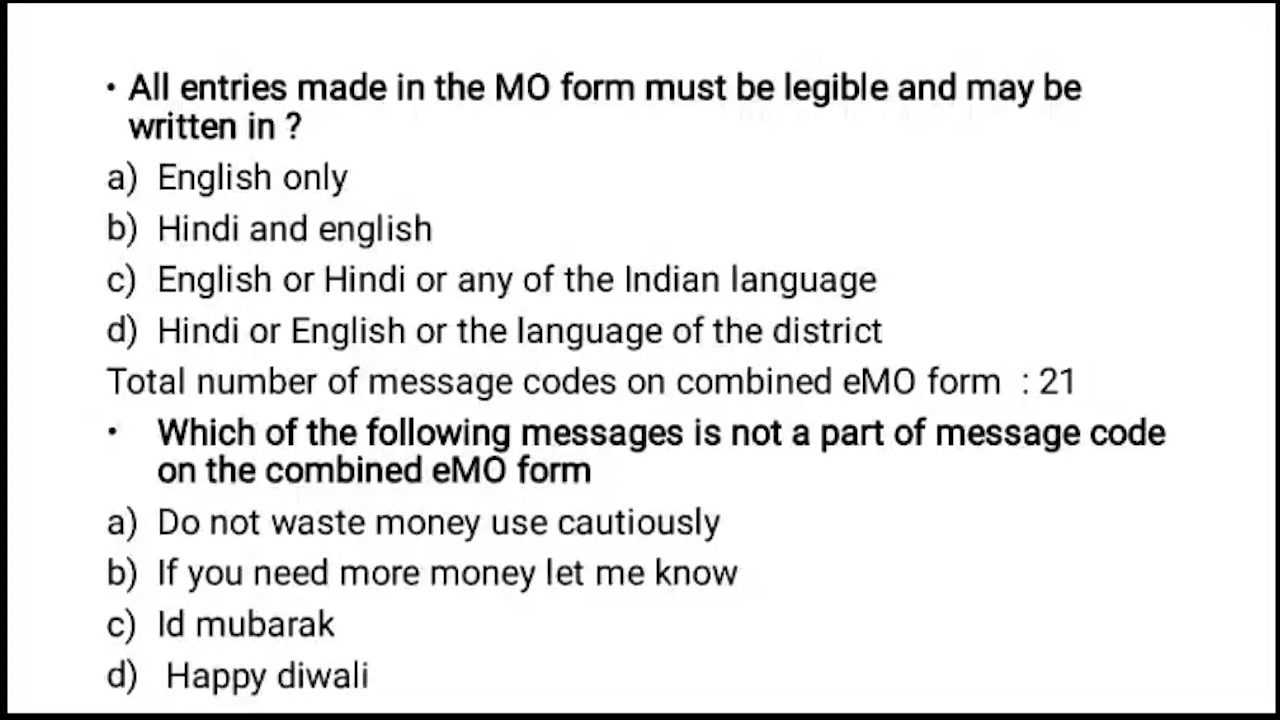 • All entries made in the MO form must be legible and may be
written in ?
a) English only
b) Hindi and english
c) English or Hindi or any of the Indian language
d) Hindi or English or the language of the district
Total number of message codes on combined eMO form : 21
• Which of the following messages is not a part of message code
on the combined eMO form
a) Do not waste money use cautiously
b) If you need more money let me know
c) Id mubarak
d) Happy diwali